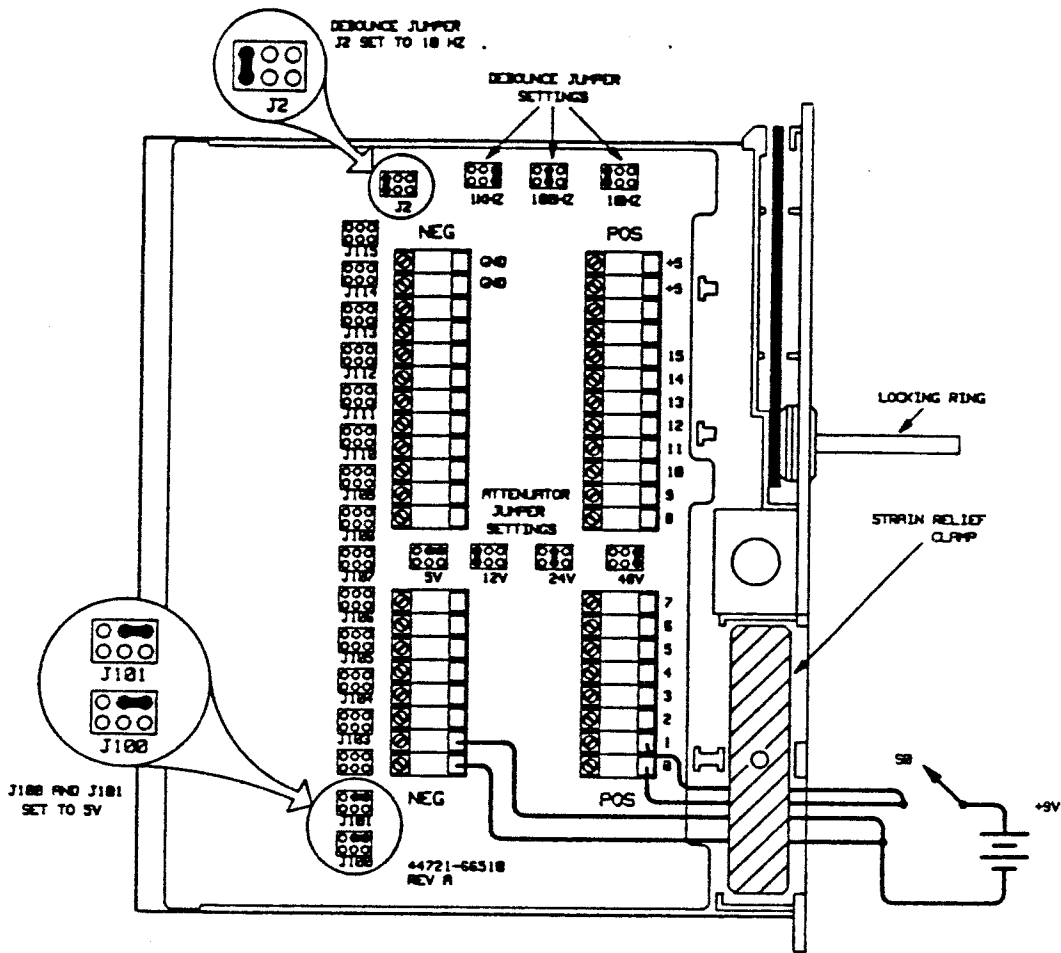 DEBOUNCE JUMPER
J2 SET TO 10 HZ
J2
DEBOUNCE JUMPER
SETTINGS
J2
1KHZ
100HZ
10HZ
NEG
POS
GND
GND
+5
+5
J115
J114
J113
J112
J111
J110
J109
J108
J107
J106
J105
J104
J103
15
14
13
12
11
10
9
8
LOCKING RING
ATTENUATOR
JUMPER
SETTINGS
STRAIN RELIEF
CLAMP
5V
12V
24V
48V
7
6
5
4
3
2
1
0
J101
J100
J100 AND J101
SET TO 5V
NEG
POS
J101
J100
44721-66510
REV A
S0
+9V